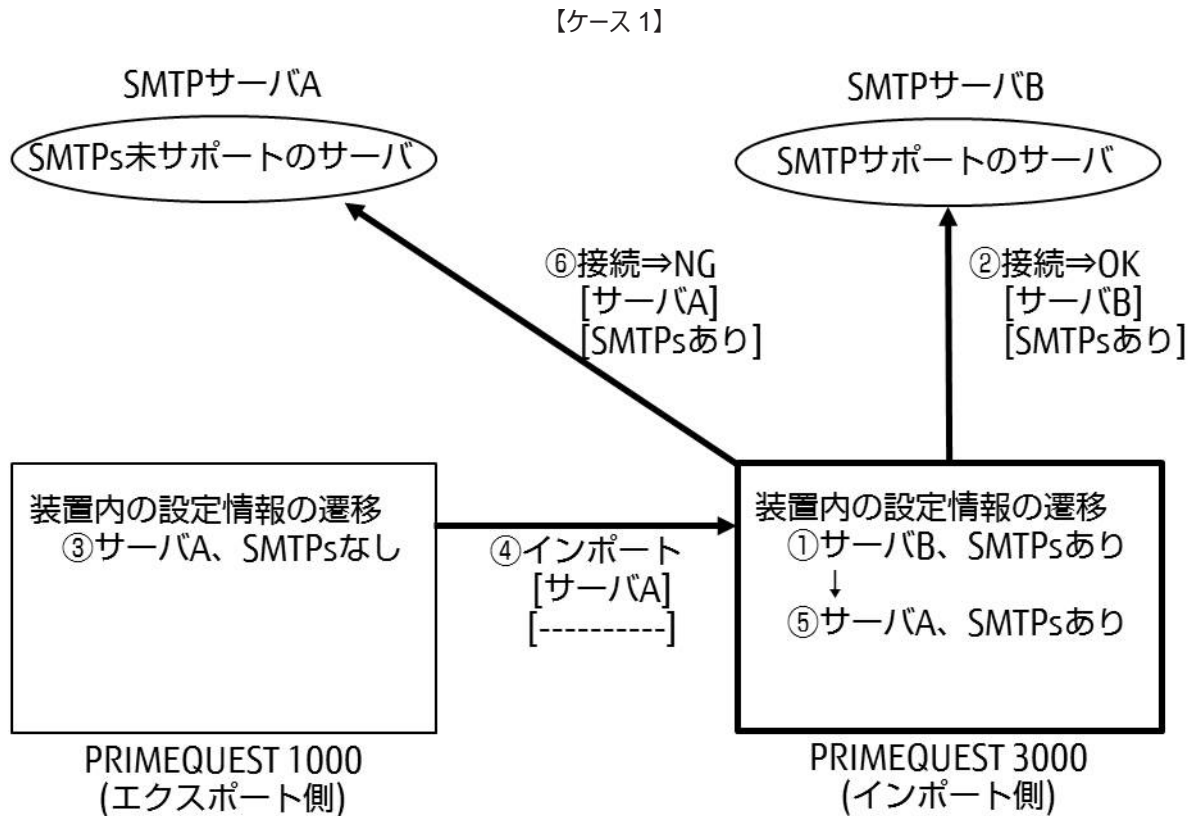 【ケース 1】
SMTPサーバA
SMTPサーバB
SMTPs未サポートのサーバ
SMTPサポートのサーバ
⑥接続⇒NG
[サーバA]
[SMTPsあり]
②接続⇒OK
[サーバB]
[SMTPsあり]
装置内の設定情報の遷移
③サーバA、SMTPsなし
④インポート
[サーバA]
[----------]
装置内の設定情報の遷移
①サーバB、SMTPsあり
↓
⑤サーバA、SMTPsあり
PRIMEQUEST 1000
(エクスポート側)
PRIMEQUEST 3000
(インポート側)